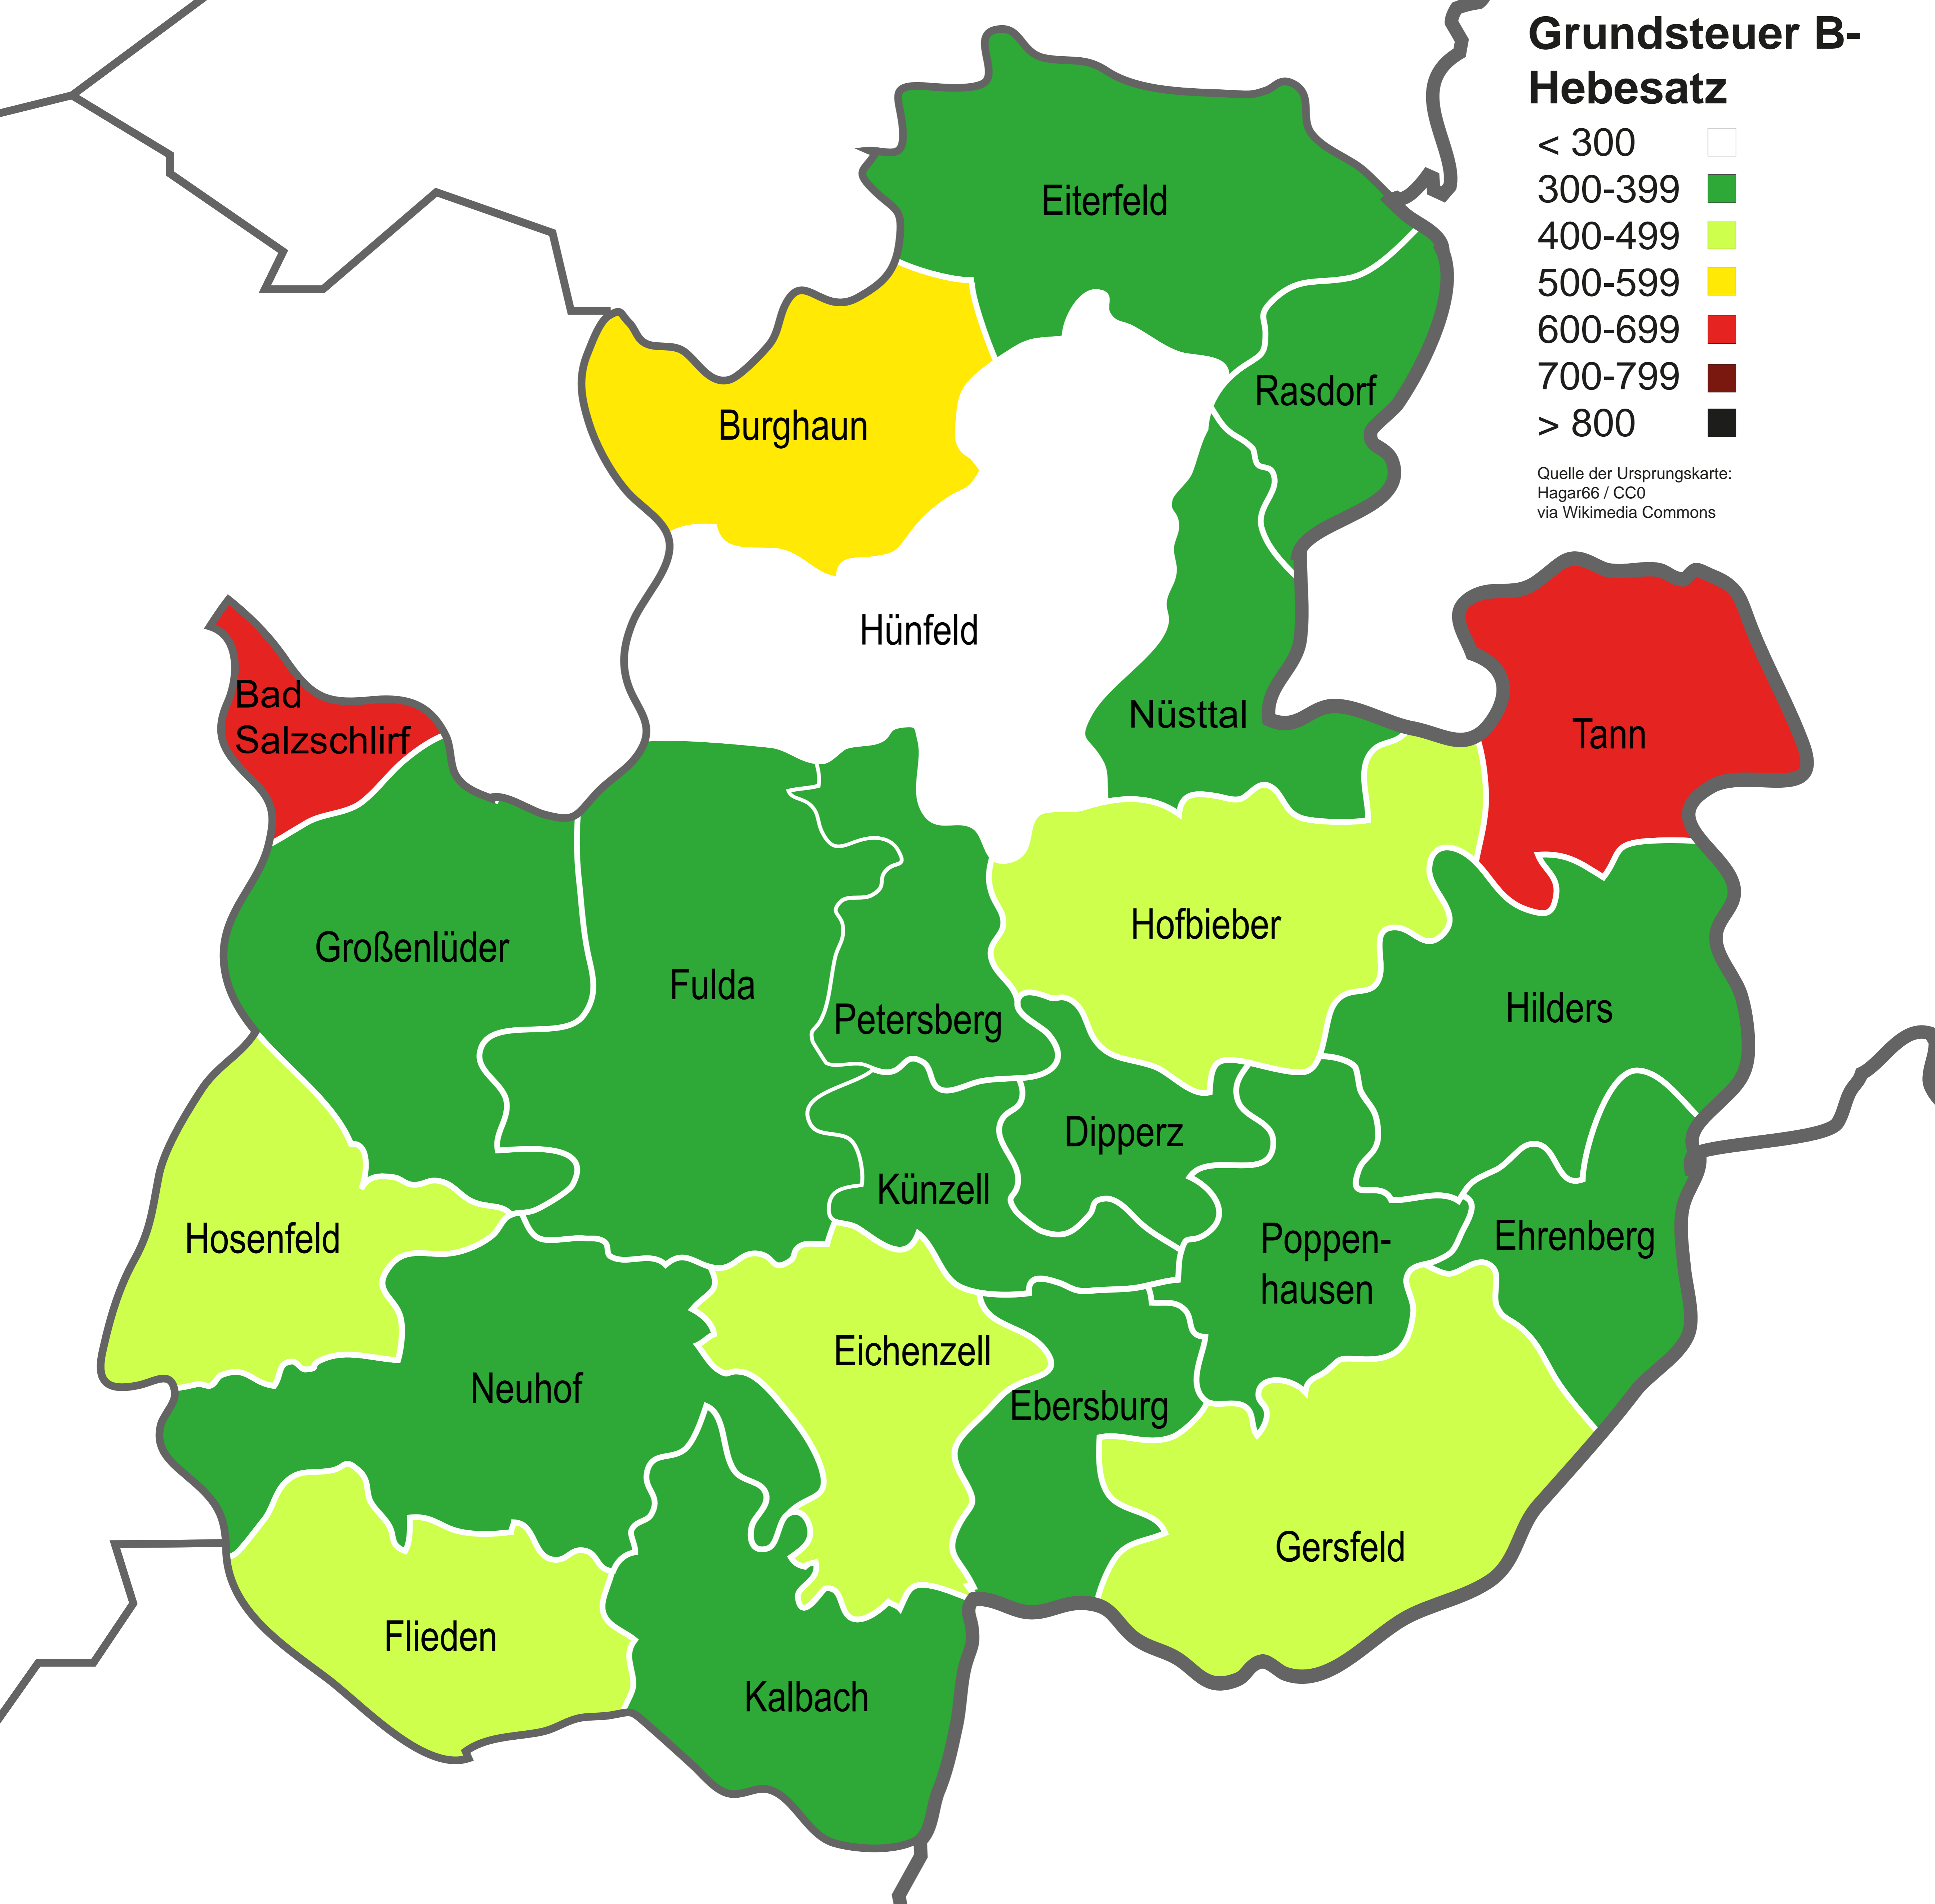 Grundsteuer B-
Hebesatz
< 300
300-399
400-499
500-599
600-699
700-799
> 800
Quelle der Ursprungskarte:
Hagar66 / CC0
via Wikimedia Commons
Eiterfeld
Rasdorf
Burghaun
Hünfeld
Bad
Salzschlirf
Nüsttal
Tann
Großenlüder
Fulda
Petersberg
Hofbieber
Hilders
Dipperz
Künzell
Hosenfeld
Poppen-
hausen
Ehrenberg
Eichenzell
Neuhof
Ebersburg
Gersfeld
Flieden
Kalbach